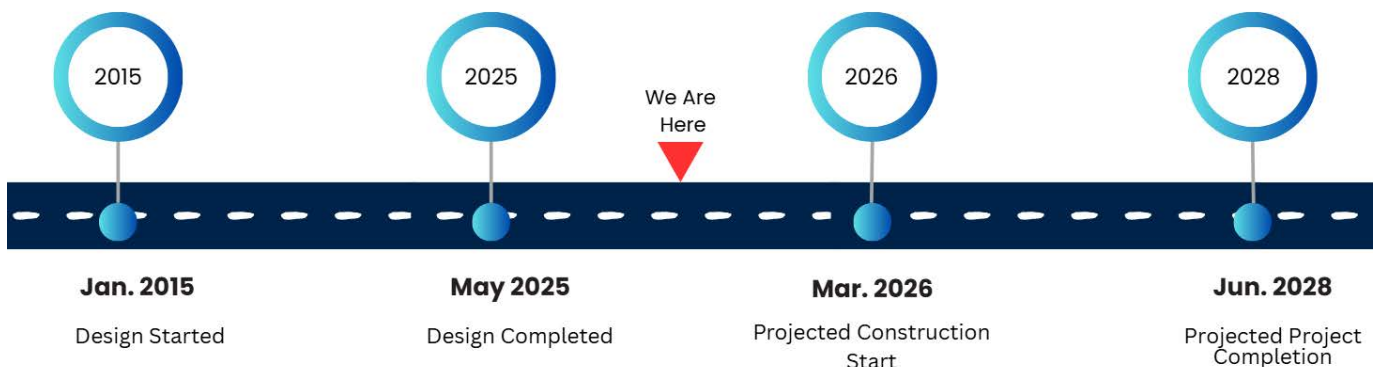 2015
2025
2026
2028
We Are
Here
Jan. 2015
May 2025
Mar. 2026
Jun. 2028
Design Started
Design Completed
Projected Construction
Start
Projected Project
Completion